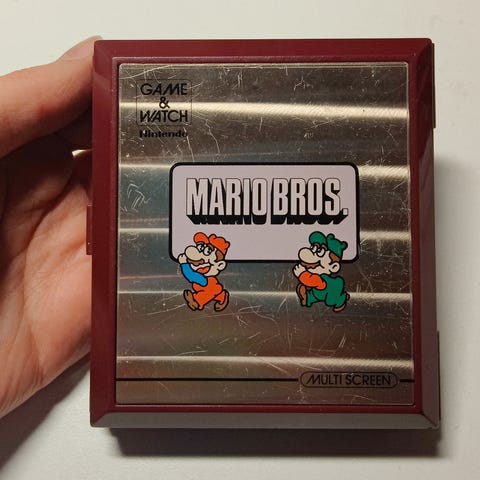 GAME
&
WATCH
Nintendo
MARIO BROS.
MULTI SCREEN